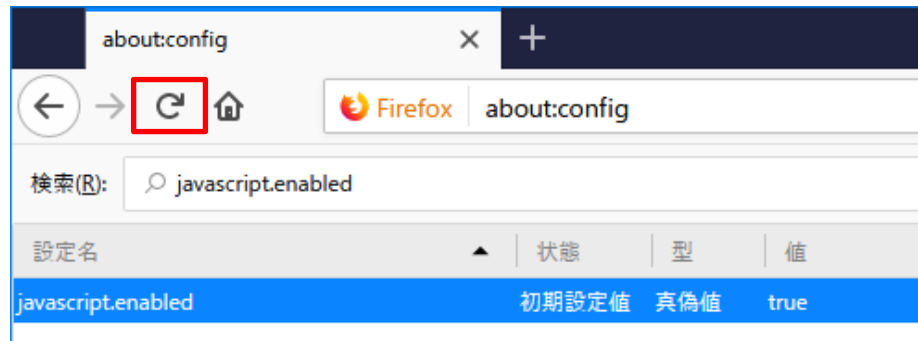 about:config
Firefox about:config
検索(R): javascript.enabled
設定名 状態 型 値
javascript.enabled 初期設定値 真偽値 true